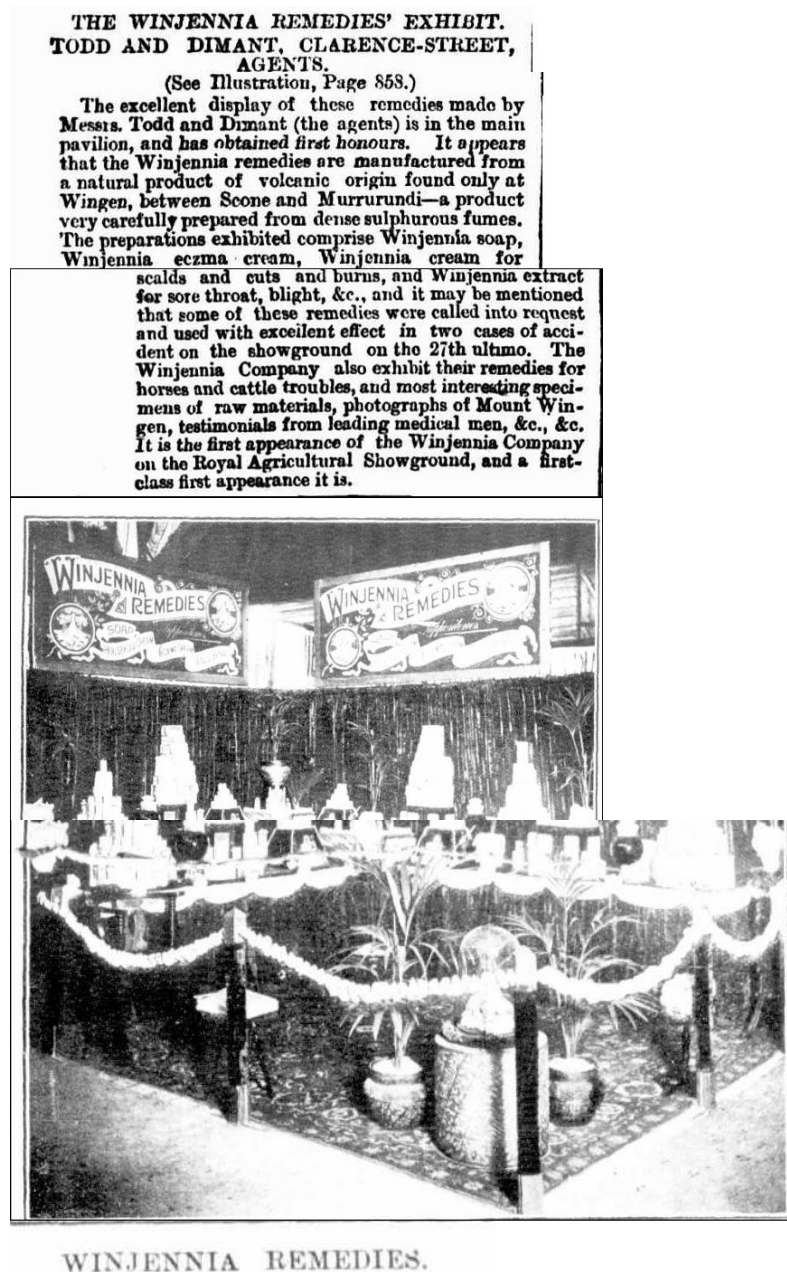 THE WINJENNIA REMEDIES' EXHIBIT.
TODD AND DIMANT, CLARENCE-STREET,
AGENTS.
(See Illustration, Page 858.)
The excellent display of these remedies made by
Messrs. Todd and Dimant (the agents) is in the main
pavilion, and has obtained first honours. It appears
that the Winjennia remedies are manufactured from
a natural product of volcanic origin found only at
Wingen, between Scone and Murrurundi—a product
very carefully prepared from dense sulphurous fumes.
The preparations exhibited comprise Winjennia soap,
Winjennia eczma cream, Winjennia cream for
scalds and cuts and burns, and Winjennia extract
for sore throat, blight, &c., and it may be mentioned
that some of these remedies were called into request
and used with excellent effect in two cases of acci-
dent on the showground on the 27th ultimo. The
Winjennia Company also exhibit their remedies for
horses and cattle troubles, and most interesting speci-
mens of raw materials, photographs of Mount Win-
gen, testimonials from leading medical men, &c., &c.
It is the first appearance of the Winjennia Company
on the Royal Agricultural Showground, and a first-
class first appearance it is.
WINJENNIA
REMEDIES
SOAP
WINJENNIA
REMEDIES
WINJENNIA REMEDIES.